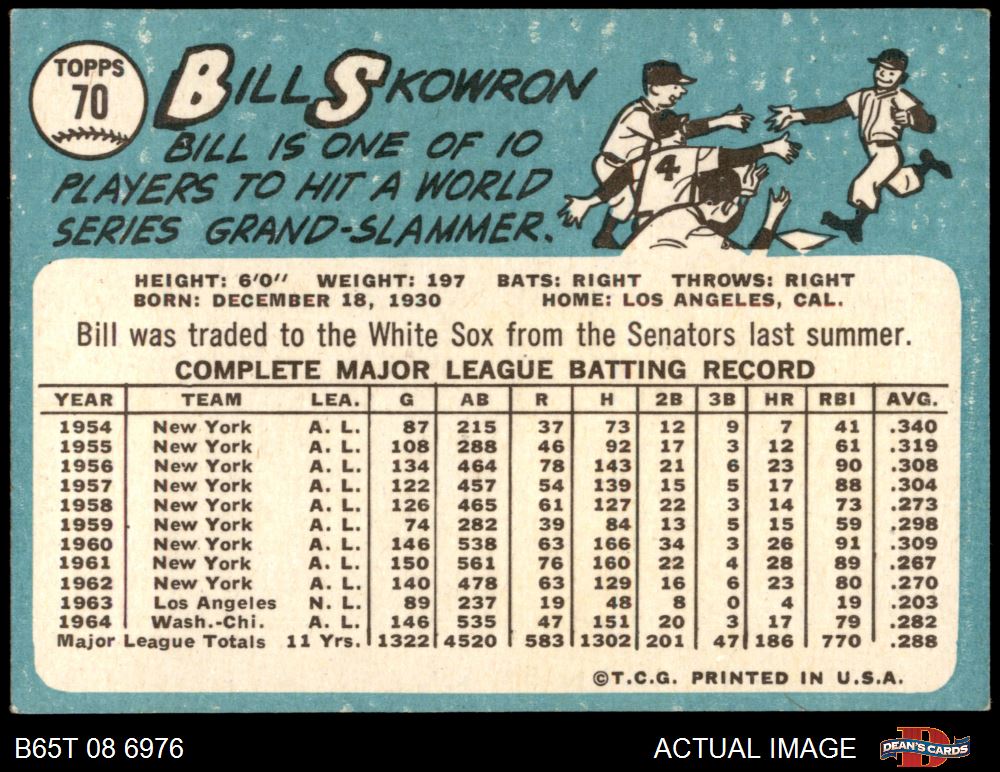 TOPPS
70
BILL SKOWRON
BILL IS ONE OF 10
PLAYERS TO HIT A WORLD
SERIES GRAND-SLAMMER.
4
HEIGHT: 6'0" WEIGHT: 197 BATS: RIGHT THROWS: RIGHT
BORN: DECEMBER 18, 1930 HOME: LOS ANGELES, CAL.
Bill was traded to the White Sox from the Senators last summer.
COMPLETE MAJOR LEAGUE BATTING RECORD
YEAR TEAM LEA. G AB R H 2B 3B HR RBI AVG.
1954 New York A. L. 87 215 37 73 12 9 7 41 .340
1955 New York A. L. 108 288 46 92 17 3 12 61 .319
1956 New York A. L. 134 464 78 143 21 6 23 90 .308
1957 New York A. L. 122 457 54 139 15 5 17 88 .304
1958 New York A. L. 126 465 61 127 22 3 14 73 .273
1959 New York A. L. 74 282 39 84 13 5 15 59 .298
1960 New York A. L. 146 538 63 166 34 3 26 91 .309
1961 New York A. L. 150 561 76 160 22 4 28 89 .267
1962 New York A. L. 140 478 63 129 16 6 23 80 .270
1963 Los Angeles N. L. 89 237 19 48 8 0 4 19 .203
1964 Wash.-Chi. A. L. 146 535 47 151 20 3 17 79 .282
Major League Totals 11 Yrs. 1322 4520 583 1302 201 47 186 770 .288
©T.C.G. PRINTED IN U.S.A.
B65T 08 6976 ACTUAL IMAGE DEAN'S CARDS